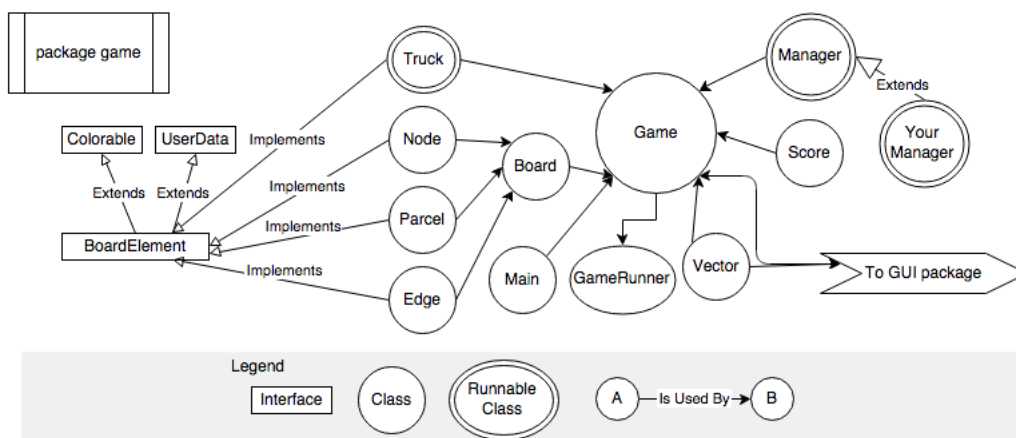 package game
Truck
Manager
Extends
Colorable
UserData
Implements
Node
Game
Your
Manager
Board
Score
Extends
Extends
Implements
Parcel
Implements
BoardElement
Implements
Edge
Main
GameRunner
Vector
To GUI package
Legend
Interface
Class
Runnable
Class
A
Is Used By
B